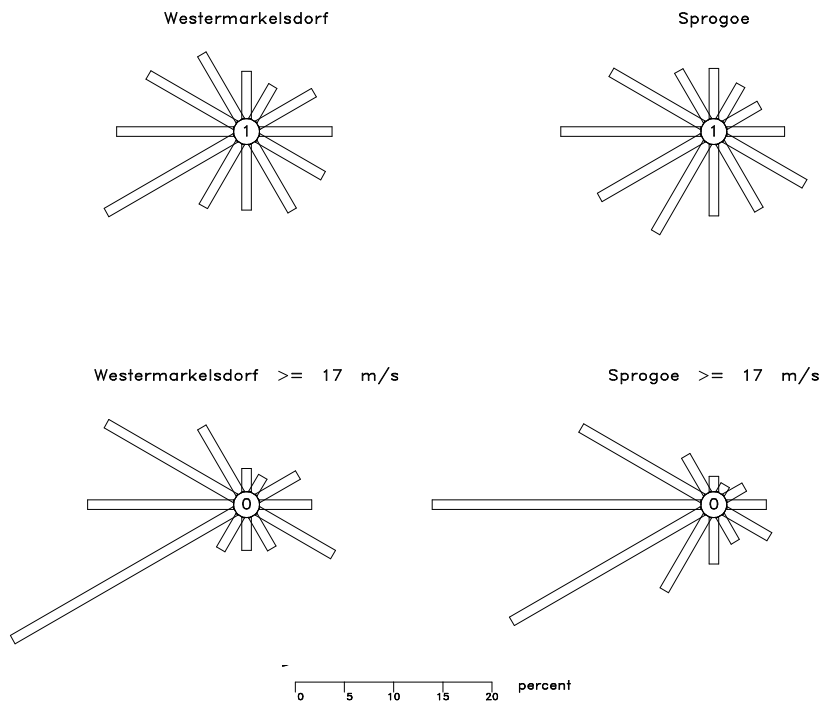 Westermarkelsdorf Sprogoe
1 1
Westermarkelsdorf >= 17 m/s Sprogoe >= 17 m/s
0 0
percent
0 5 10 15 20